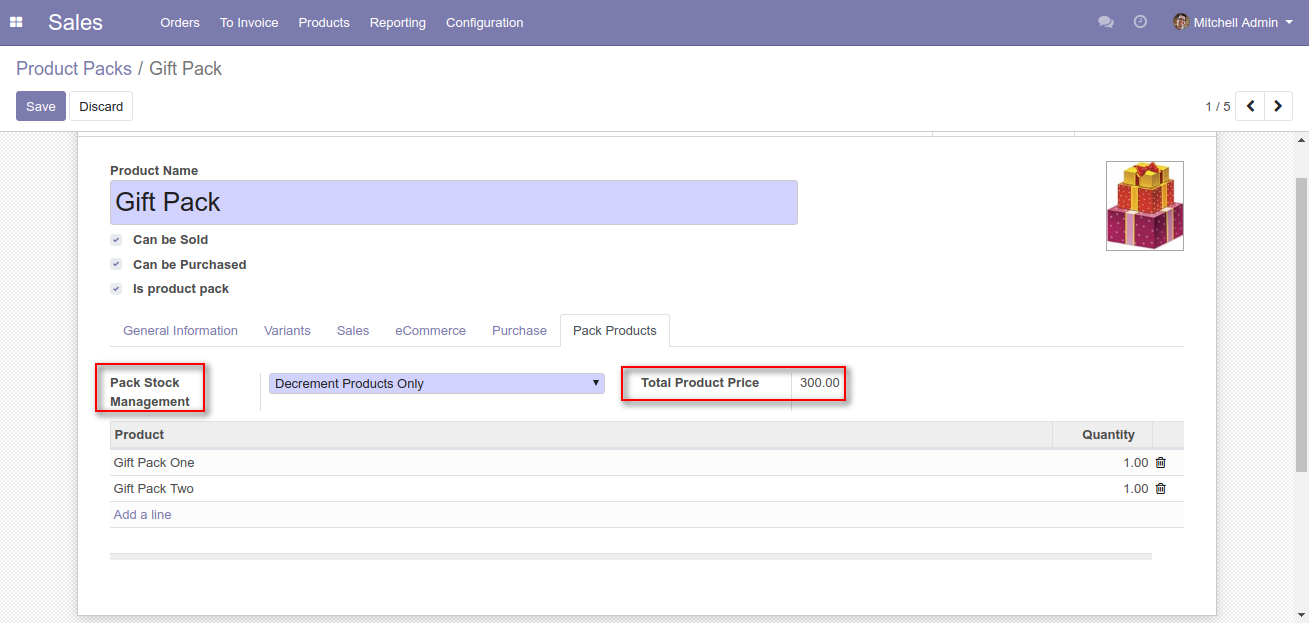 Sales Orders To Invoice Products Reporting Configuration Mitchell Admin
Product Packs / Gift Pack
Save Discard 1 / 5
Product Name
Gift Pack
Can be Sold
Can be Purchased
Is product pack
General Information Variants Sales eCommerce Purchase Pack Products
Pack Stock
Management
Decrement Products Only
Total Product Price 300.00
Product Quantity
Gift Pack One 1.00
Gift Pack Two 1.00
Add a line